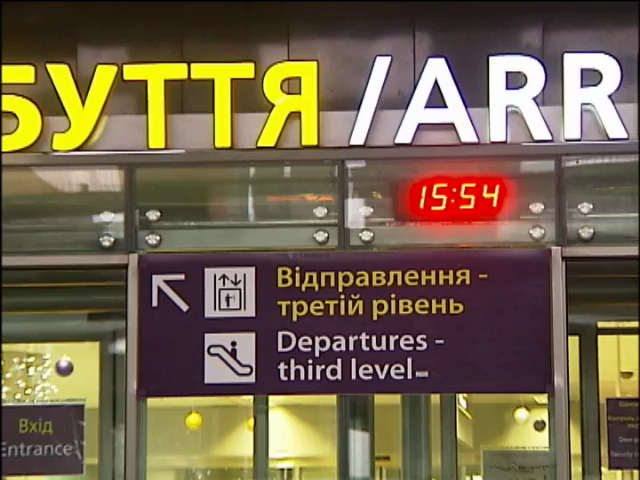 БУТТЯ/ARR
15:54
Відправлення -
третій рівень
Departures -
third level
Вхід
Entrance